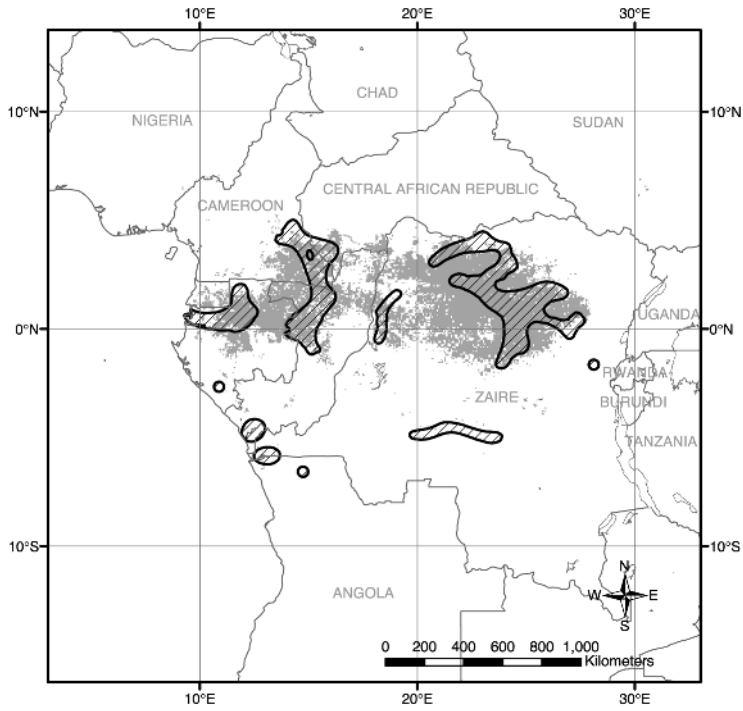 10°E 20°E 30°E
10°N 10°N
CHAD
NIGERIA
SUDAN
CENTRAL AFRICAN REPUBLIC
CAMEROON
0°N 0°N
UGANDA
RWANDA
ZAIRE
BURUNDI
TANZANIA
10°S 10°S
N
W E
S
ANGOLA
0 200 400 600 800 1,000
Kilometers
10°E 20°E 30°E